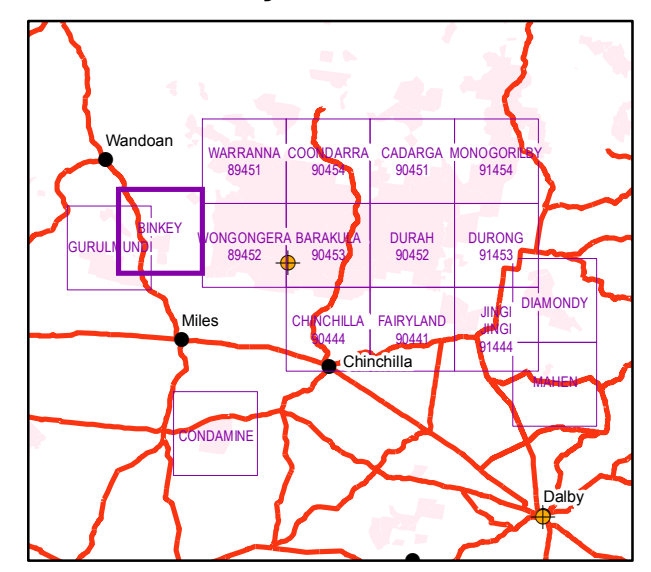 Wandoan
WARRANNA
89451
COONDARRA
90454
CADARGA
90451
MONOGORILBY
91454
BINKEY
GURULMUNDI
WONGONGERA
89452
BARAKULA
90453
DURAH
90452
DURONG
91453
DIAMONDY
Miles
CHINCHILLA
90444
FAIRYLAND
90441
JINGI
JINGI
91444
Chinchilla
MAHEN
CONDAMINE
Dalby